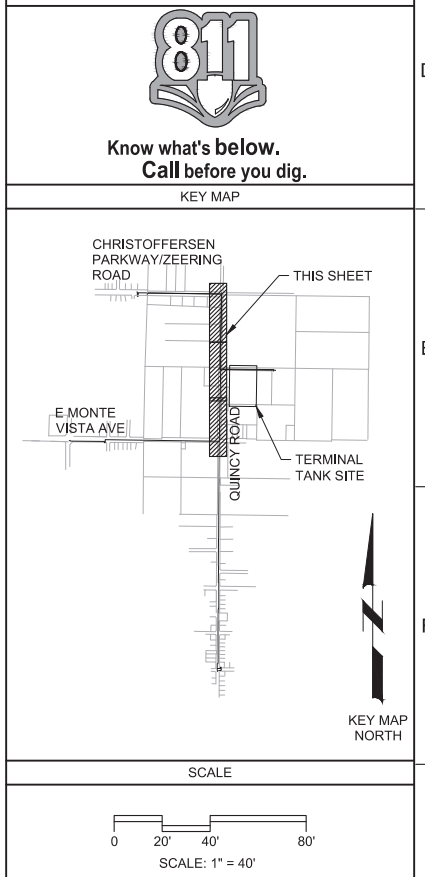 811
Know what's below.
Call before you dig.
KEY MAP
CHRISTOFFERSEN
PARKWAY/ZEERING
ROAD
THIS SHEET
E MONTE
VISTA AVE
QUINCY ROAD
TERMINAL
TANK SITE
N
KEY MAP
NORTH
SCALE
0 20' 40' 80'
SCALE: 1" = 40'